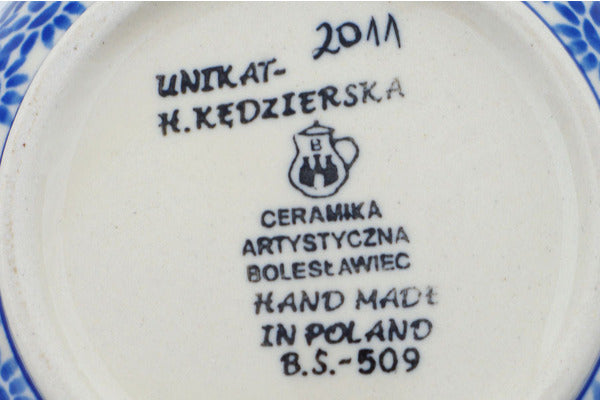 2011
UNIKAT-
H.KĘDZIERSKA
B
CERAMIKA
ARTYSTYCZNA
BOLESŁAWIEC
HAND MADE
IN POLAND
B.S.-509